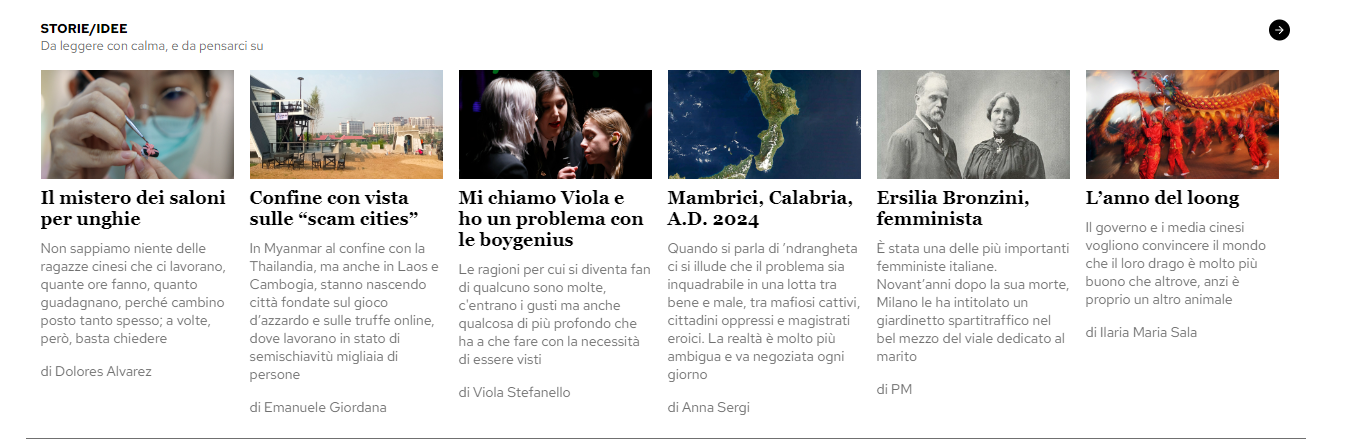 STORIE/IDEE
Da leggere con calma, e da pensarci su
Il mistero dei saloni
per unghie
Non sappiamo niente delle
ragazze cinesi che ci lavorano,
quante ore fanno, quanto
guadagnano, perché cambino
posto tanto spesso; a volte,
però, basta chiedere
di Dolores Alvarez
Confine con vista
sulle “scam cities”
In Myanmar al confine con la
Thailandia, ma anche in Laos e
Cambogia, stanno nascendo
città fondate sul gioco
d’azzardo e sulle truffe online,
dove lavorano in stato di
semischiavitù migliaia di
persone
di Emanuele Giordana
Mi chiamo Viola e
ho un problema con
le boygenius
Le ragioni per cui si diventa fan
di qualcuno sono molte,
c'entrano i gusti ma anche
qualcosa di più profondo che
ha a che fare con la necessità
di essere visti
di Viola Stefanello
Mambrici, Calabria,
A.D. 2024
Quando si parla di ’ndrangheta
ci si illude che il problema sia
inquadrabile in una lotta tra
bene e male, tra mafiosi cattivi,
cittadini oppressi e magistrati
eroici. La realtà è molto più
ambigua e va negoziata ogni
giorno
di Anna Sergi
Ersilia Bronzini,
femminista
È stata una delle più importanti
femministe italiane.
Novant’anni dopo la sua morte,
Milano le ha intitolato un
giardinetto spartitraffico nel
bel mezzo del viale dedicato al
marito
di PM
L’anno del loong
Il governo e i media cinesi
vogliono convincere il mondo
che il loro drago è molto più
buono che altrove, anzi è
proprio un altro animale
di Ilaria Maria Sala